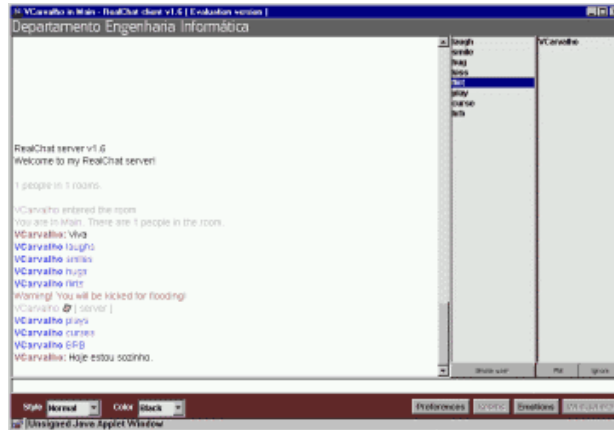 VCarvalho in Main - RealChat client v1.6 [ Evaluation version ]
Departamento Engenharia Informática
laugh
smile
hug
kiss
flirt
play
curse
brb
VCarvalho
RealChat server v1.6
Welcome to my RealChat server!
1 people in 1 rooms.
VCarvalho entered the room.
You are in Main. There are 1 people in the room.
VCarvalho: Viva
VCarvalho laughs
VCarvalho smiles
VCarvalho hugs
VCarvalho flirts
Warning! You will be kicked for flooding!
VCarvalho [ server ]
VCarvalho plays
VCarvalho curses
VCarvalho BRB
VCarvalho: Hoje estou sozinho.
PM Ignore
Style Normal Color Black Preferences Emotions
Unsigned Java Applet Window